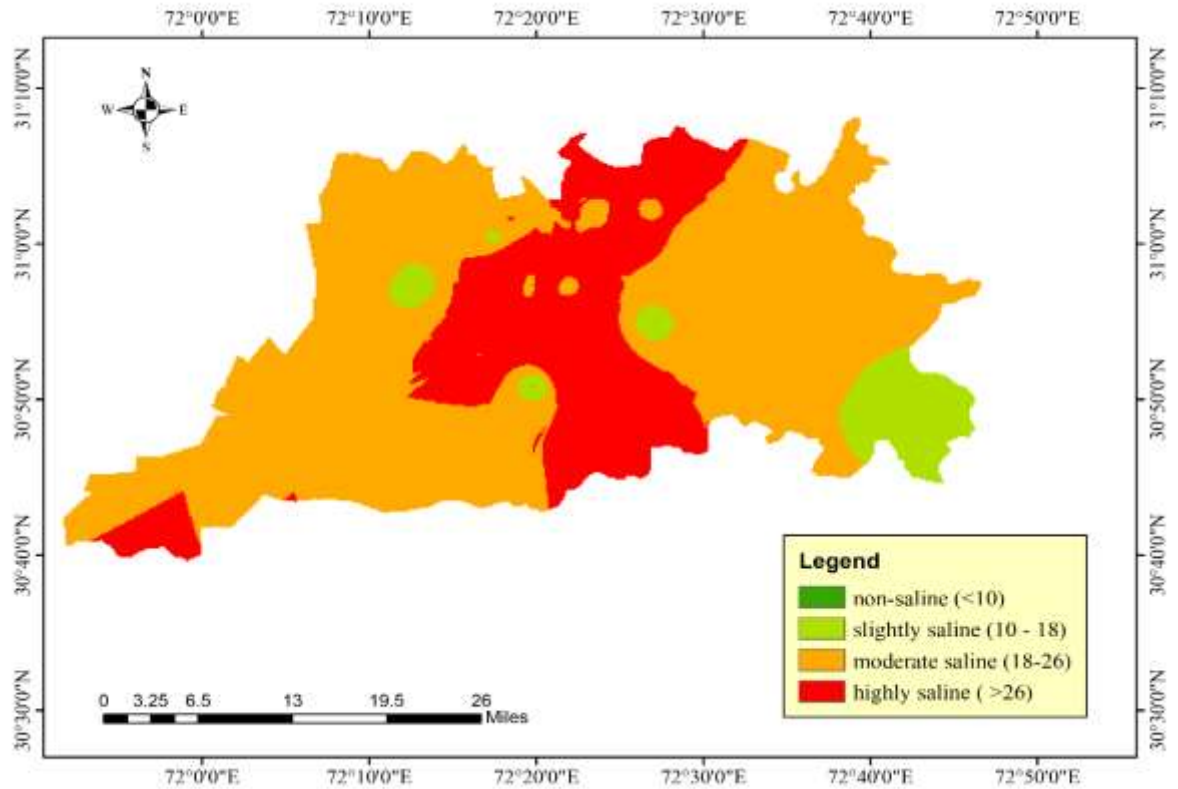 72°0'0"E 72°10'0"E 72°20'0"E 72°30'0"E 72°40'0"E 72°50'0"E
N
W E
S
31°10'0"N 31°10'0"N
31°0'0"N 31°0'0"N
30°50'0"N 30°50'0"N
30°40'0"N 30°40'0"N
30°30'0"N 30°30'0"N
Legend
non-saline (<10)
slightly saline (10 - 18)
moderate saline (18-26)
highly saline ( >26)
0 3.25 6.5 13 19.5 26
Miles
72°0'0"E 72°10'0"E 72°20'0"E 72°30'0"E 72°40'0"E 72°50'0"E